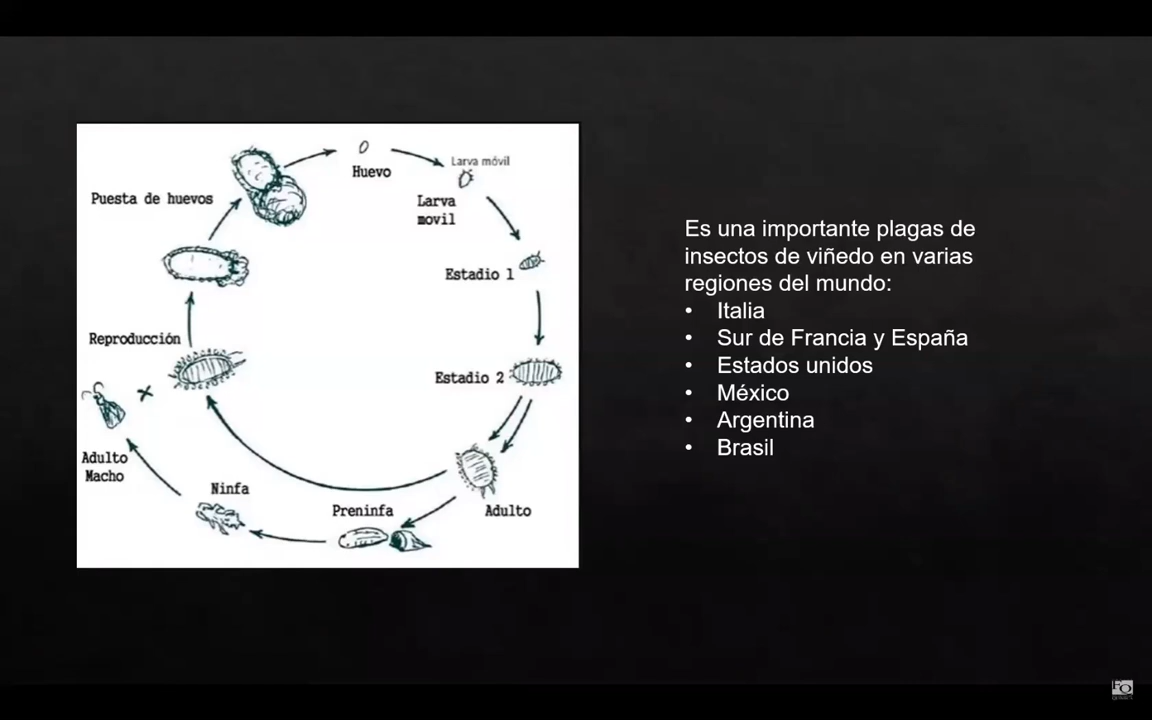 Huevo
Larva móvil
Larva
movil
Puesta de huevos
Estadio 1
Reproducción
Estadio 2
Adulto
Macho
Ninfa
Preninfa
Adulto
Es una importante plagas de
insectos de viñedo en varias
regiones del mundo:
• Italia
• Sur de Francia y España
• Estados unidos
• México
• Argentina
• Brasil